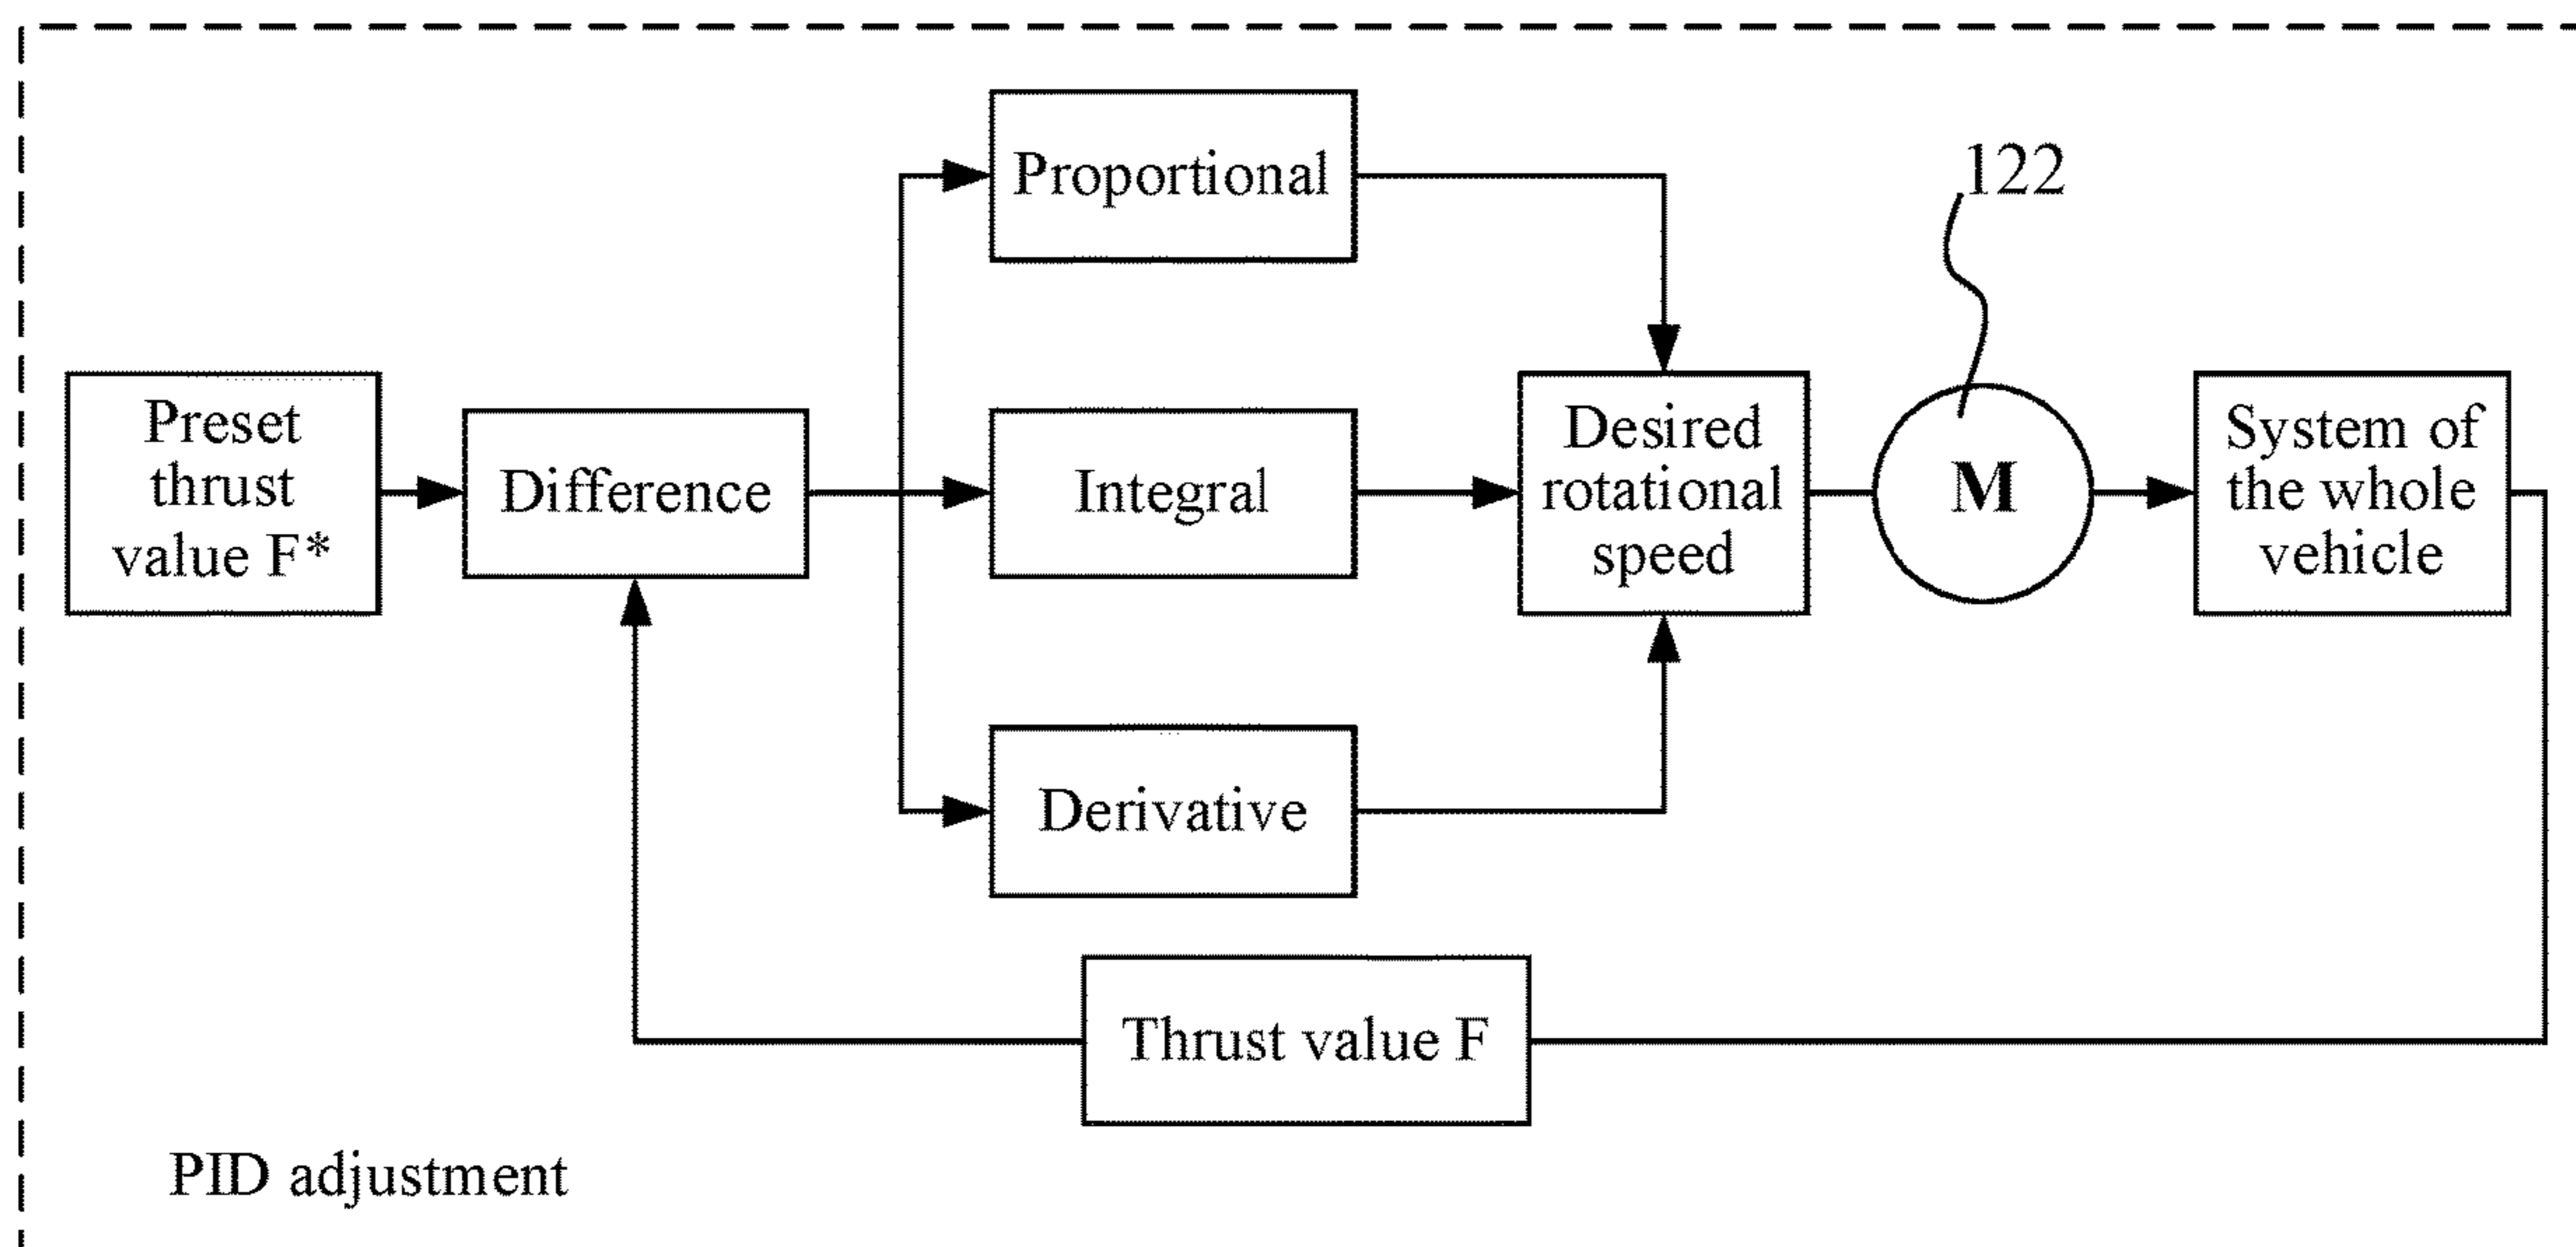 Proportional
122
Preset
thrust
value F*
Difference
Integral
Desired
rotational
speed
M
System of
the whole
vehicle
Derivative
Thrust value F
PID adjustment